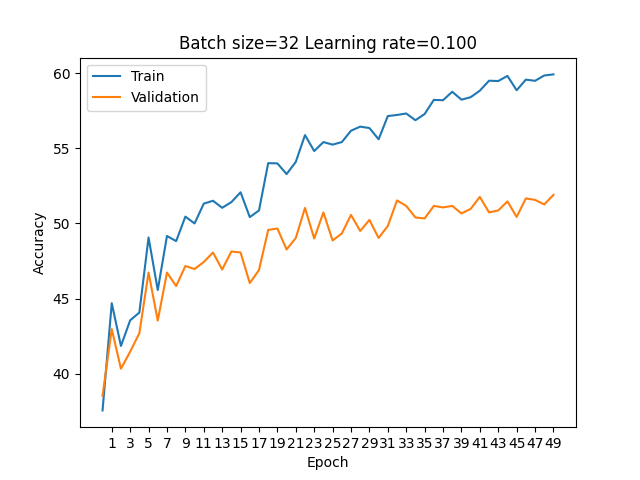 Batch size=32 Learning rate=0.100
Train
Validation
60
55
50
45
40
Accuracy
1 3 5 7 9 11 13 15 17 19 21 23 25 27 29 31 33 35 37 39 41 43 45 47 49
Epoch